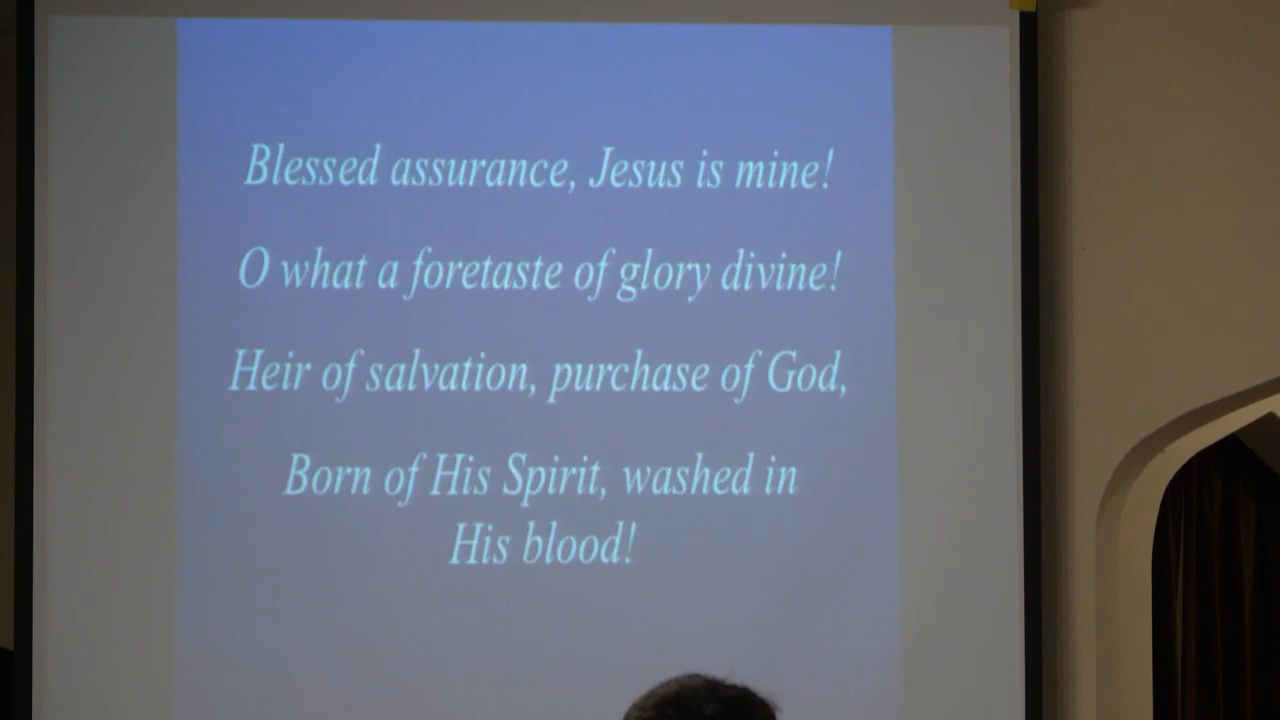 Blessed assurance, Jesus is mine!
O what a foretaste of glory divine!
Heir of salvation, purchase of God,
Born of His Spirit, washed in
His blood!